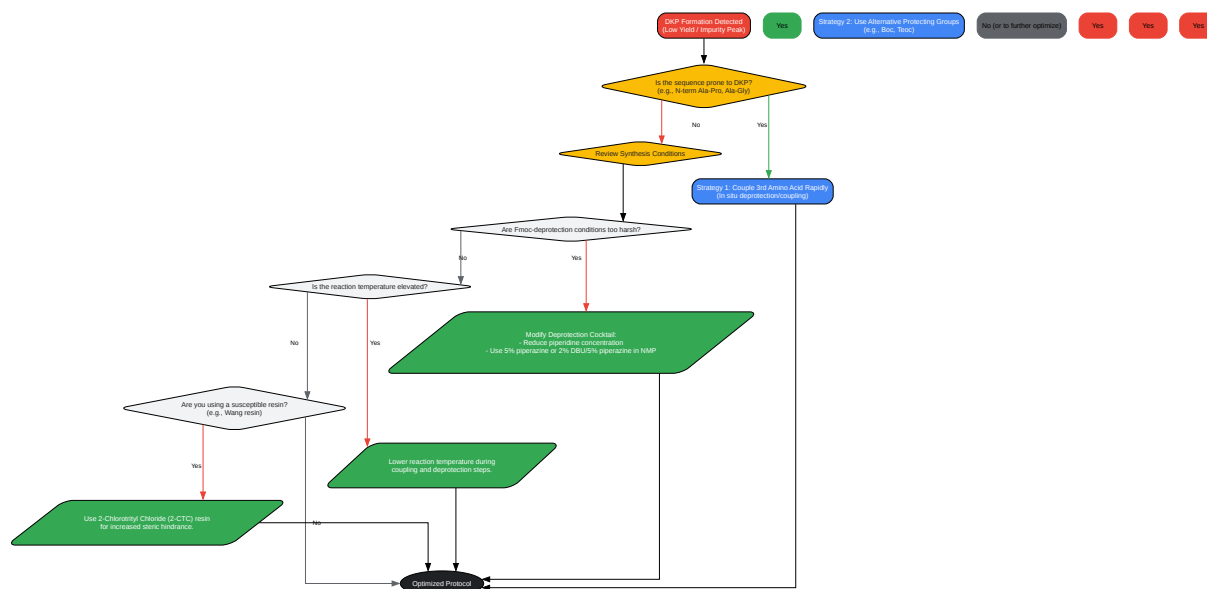 DKP Formation Detected
(Low Yield / Impurity Peak)
Yes
Strategy 2: Use Alternative Protecting Groups
(e.g., Boc, Teoc)
No (or to further optimize)
Yes
Yes
Yes
Is the sequence prone to DKP?
(e.g., N-term Ala-Pro, Ala-Gly)
No
Yes
Review Synthesis Conditions
Strategy 1: Couple 3rd Amino Acid Rapidly
(In situ deprotection/coupling)
Are Fmoc-deprotection conditions too harsh?
No
Yes
Is the reaction temperature elevated?
Modify Deprotection Cocktail:
- Reduce piperidine concentration
- Use 5% piperazine or 2% DBU/5% piperazine in NMP
No
Yes
Are you using a susceptible resin?
(e.g., Wang resin)
Yes
Lower reaction temperature during
coupling and deprotection steps.
Use 2-Chlorotrityl Chloride (2-CTC) resin
for increased steric hindrance.
No
Optimized Protocol